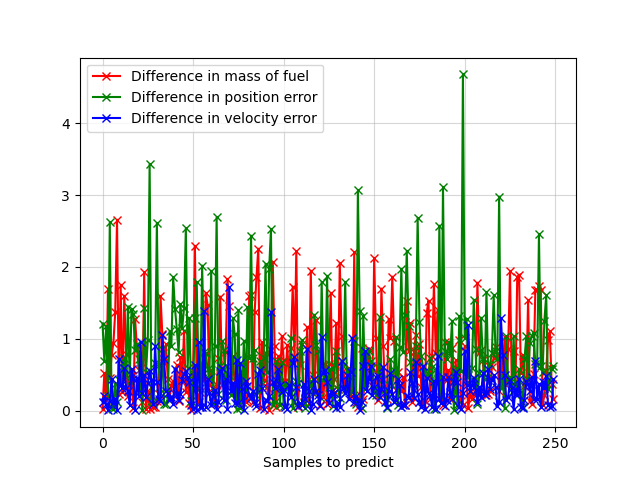 Difference in mass of fuel
Difference in position error
Difference in velocity error
4
3
2
1
0
0 50 100 150 200 250
Samples to predict